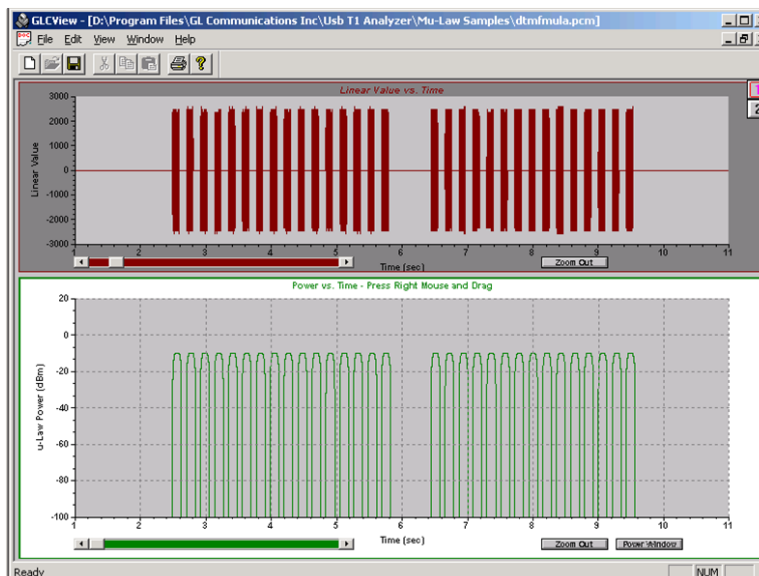 GLCView - [D:\Program Files\GL Communications Inc\Usb T1 Analyzer\Mu-Law Samples\dtmfmula.pcm]
File Edit View Window Help
Linear Value vs. Time
1
2
3000
2000
1000
0
-1000
-2000
-3000
Linear Value
1 2 3 4 5 6 7 8 9 10 11
Time (sec)
Zoom Out
Power vs. Time - Press Right Mouse and Drag
20
0
-20
-40
-60
-80
-100
u-Law Power (dBm)
1 2 3 4 5 6 7 8 9 10 11
Time (sec)
Zoom Out
Power Window
Ready
NUM